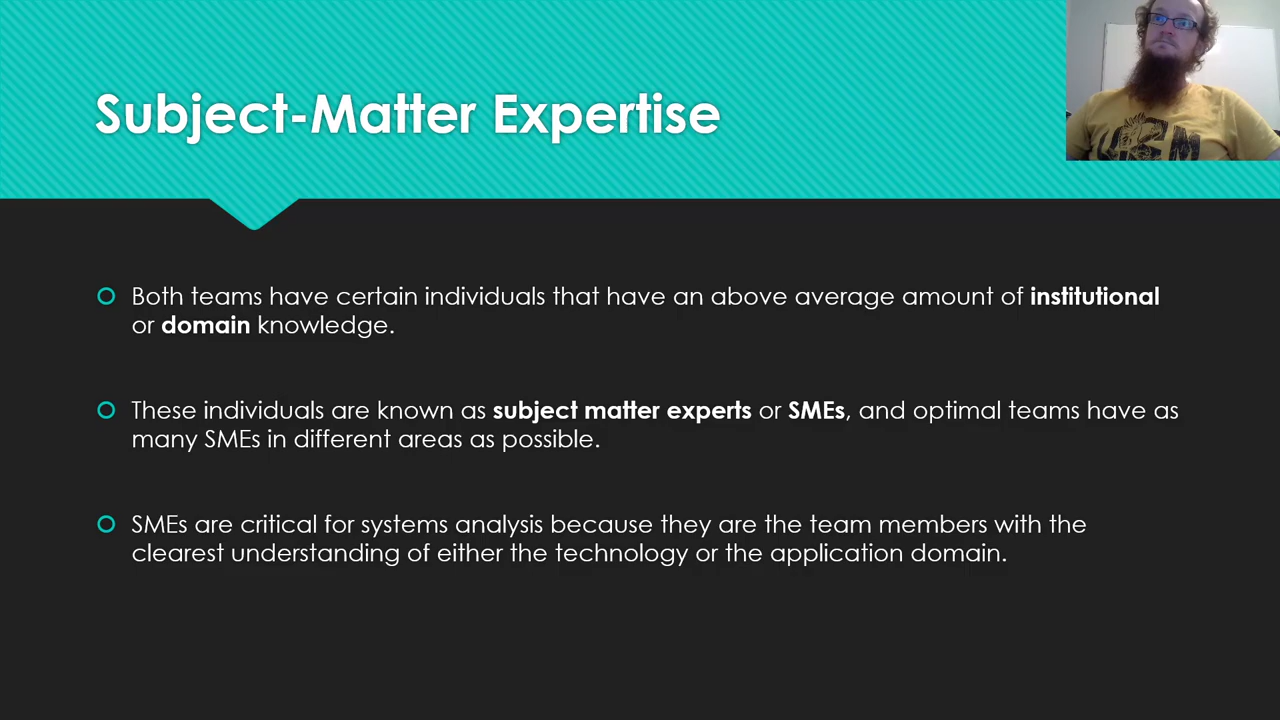 Subject-Matter Expertise
Both teams have certain individuals that have an above average amount of institutional
or domain knowledge.
These individuals are known as subject matter experts or SMEs, and optimal teams have as
many SMEs in different areas as possible.
SMEs are critical for systems analysis because they are the team members with the
clearest understanding of either the technology or the application domain.